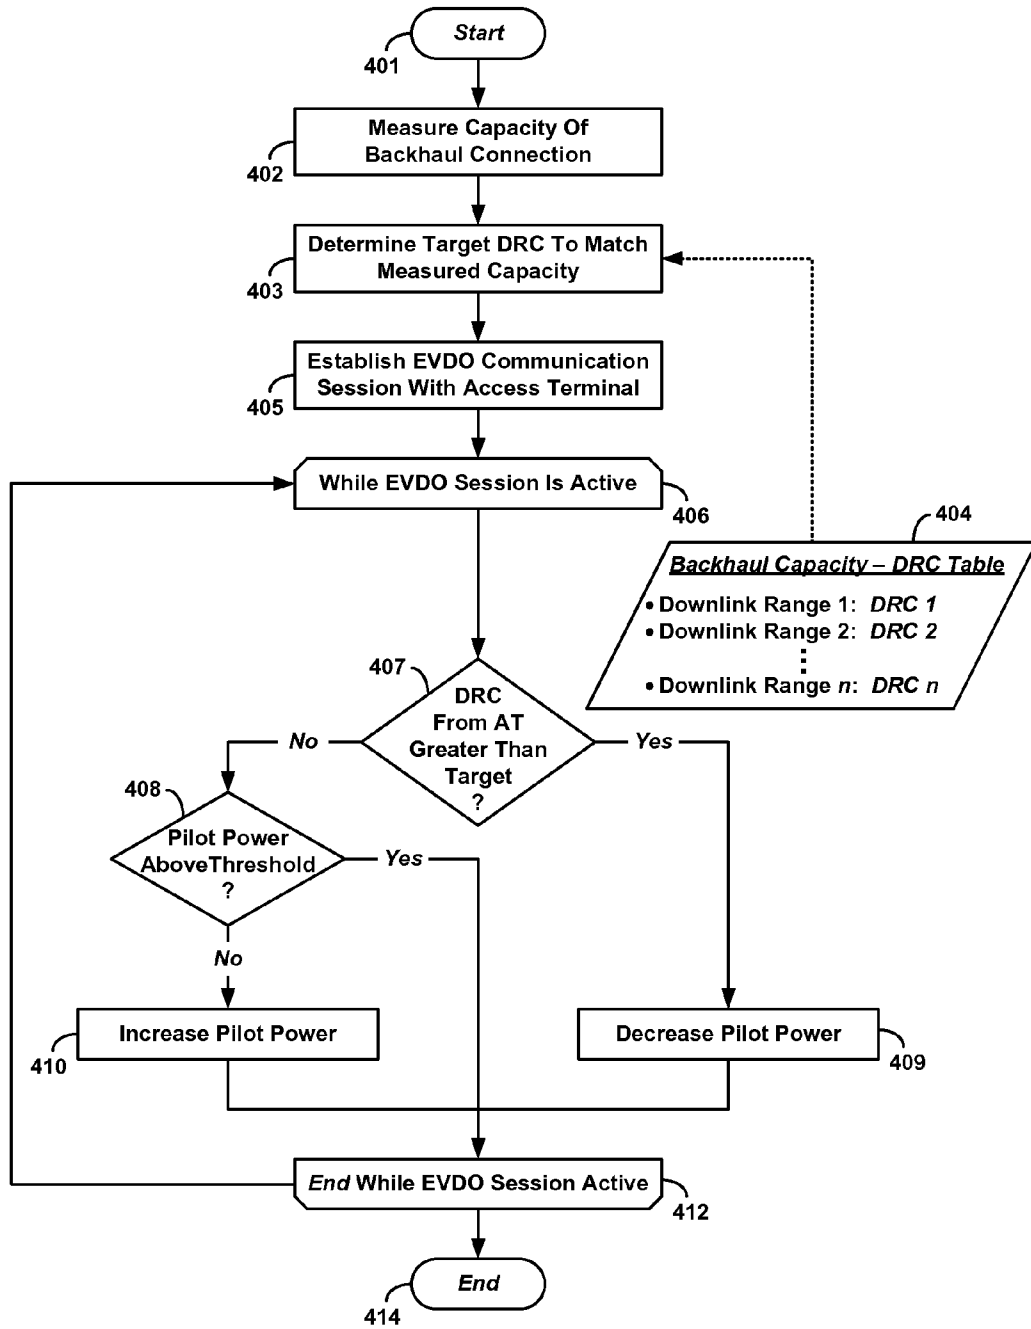 Start
401
Measure Capacity Of
Backhaul Connection
402
Determine Target DRC To Match
Measured Capacity
403
Establish EVDO Communication
Session With Access Terminal
405
While EVDO Session Is Active
406
404
Backhaul Capacity – DRC Table
• Downlink Range 1: DRC 1
• Downlink Range 2: DRC 2
⋮
• Downlink Range n: DRC n
407
DRC
From AT
Greater Than
Target
?
No
Yes
408
Pilot Power
AboveThreshold
?
Yes
No
Increase Pilot Power
410
Decrease Pilot Power
409
End While EVDO Session Active
412
End
414